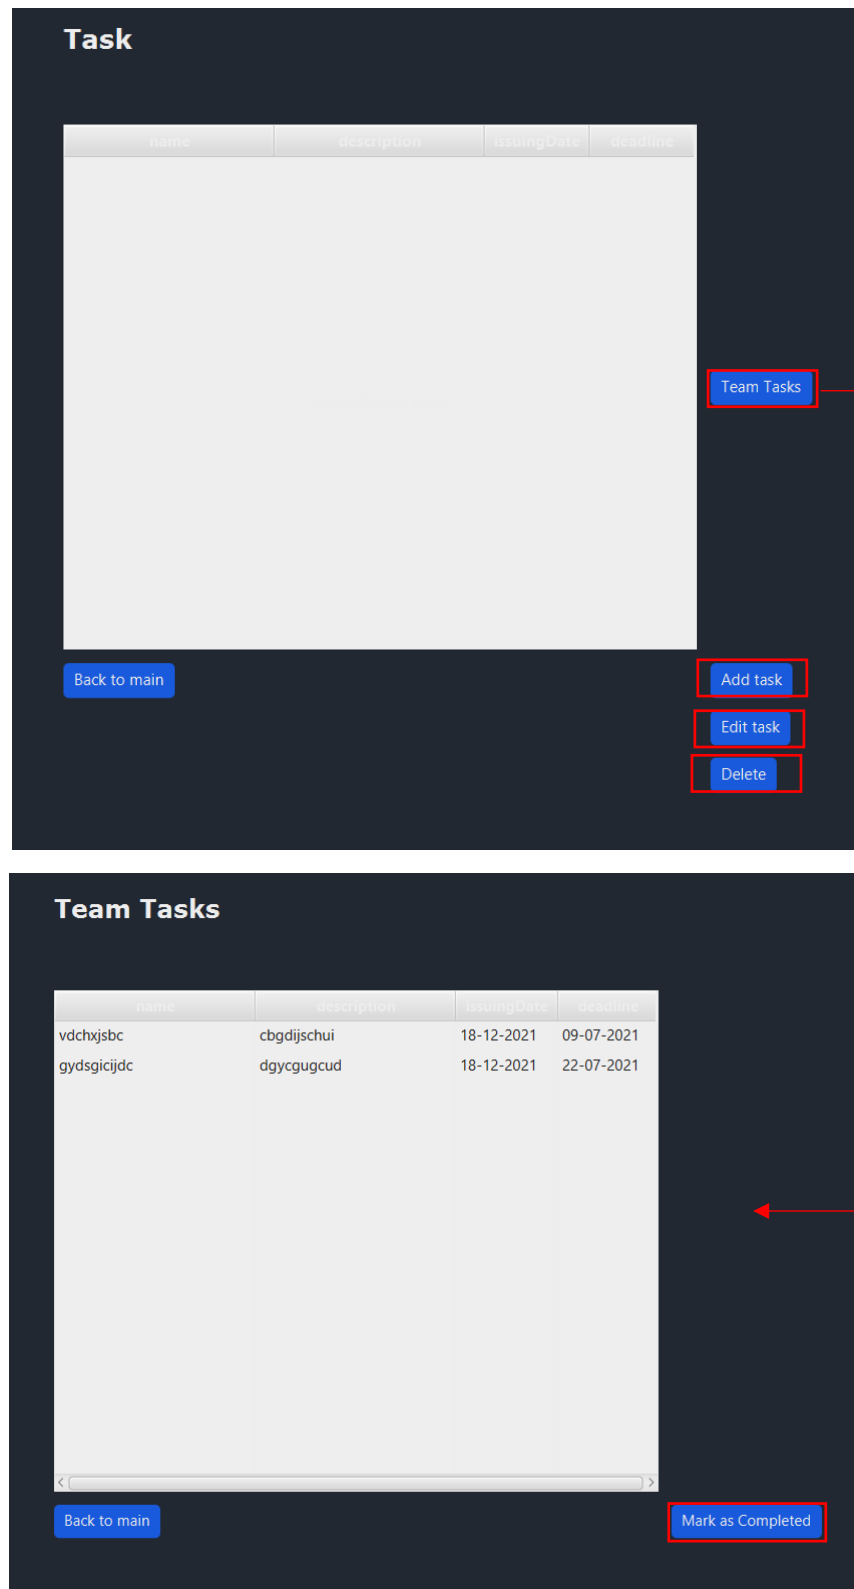 Task
name description issuingDate deadline
Team Tasks
Back to main Add task
Edit task
Delete
Team Tasks
name description issuingDate deadline
vdchxjsbc cbgdijschui 18-12-2021 09-07-2021
gydsgicijdc dgycgugcud 18-12-2021 22-07-2021
Back to main Mark as Completed